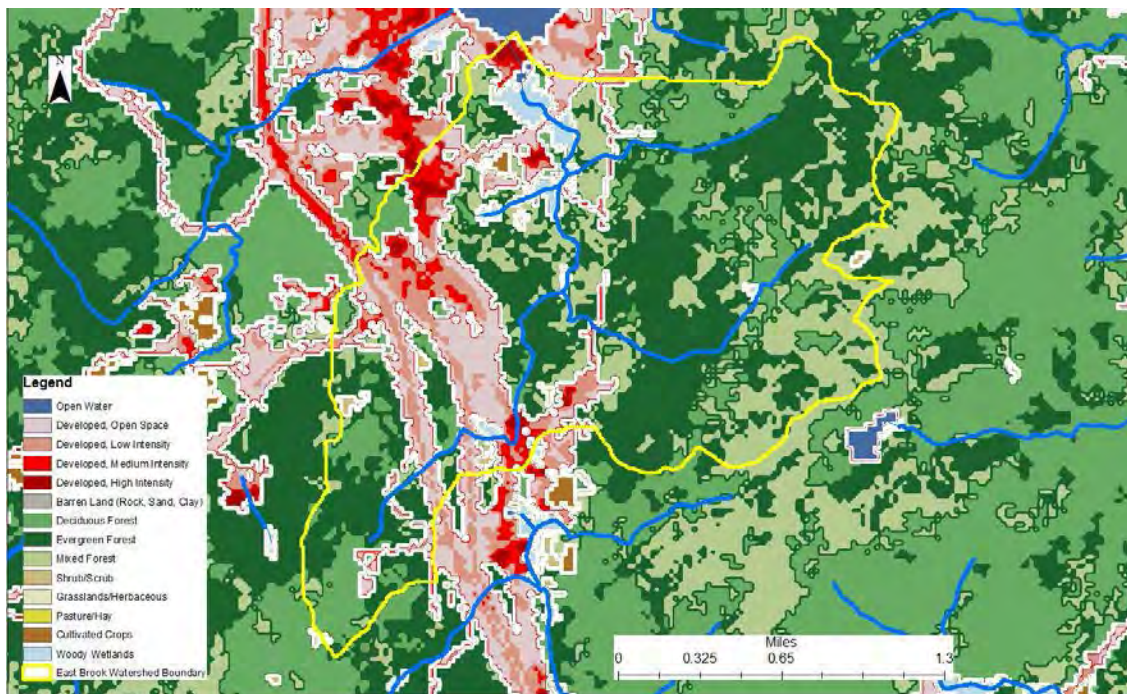 Legend
Open Water
Developed, Open Space
Developed, Low Intensity
Developed, Medium Intensity
Developed, High Intensity
Barren Land (Rock, Sand, Clay)
Deciduous Forest
Evergreen Forest
Mixed Forest
Shrub/Scrub
Grasslands/Herbaceous
Pasture/Hay
Cultivated Crops
Woody Wetlands
East Brook Watershed Boundary
Miles
0 0.325 0.65 1.3